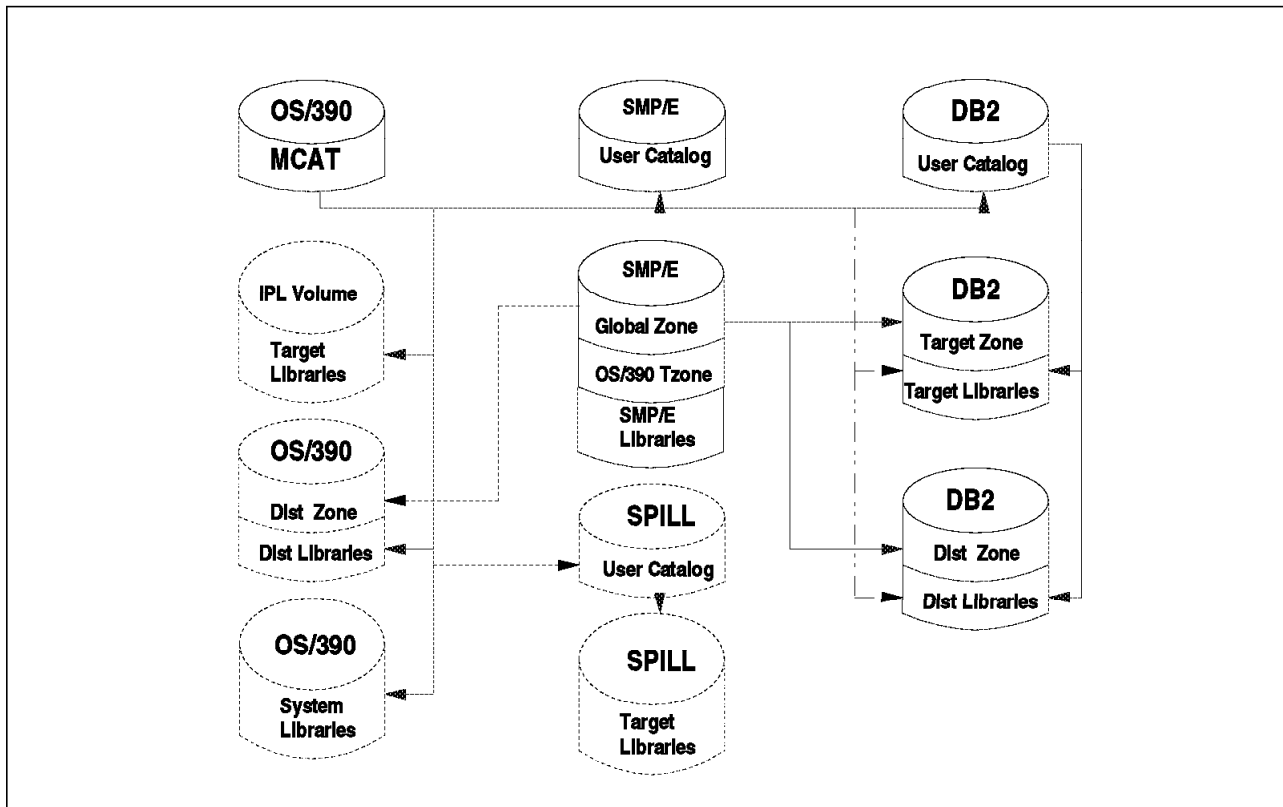 OS/390
MCAT
SMP/E
User Catalog
DB2
User Catalog
IPL Volume
Target
Libraries
SMP/E
Global Zone
OS/390 Tzone
SMP/E
Libraries
DB2
Target Zone
Target Libraries
OS/390
Dist Zone
Dist Libraries
SPILL
User Catalog
DB2
Dist Zone
Dist Libraries
OS/390
System
Libraries
SPILL
Target
Libraries